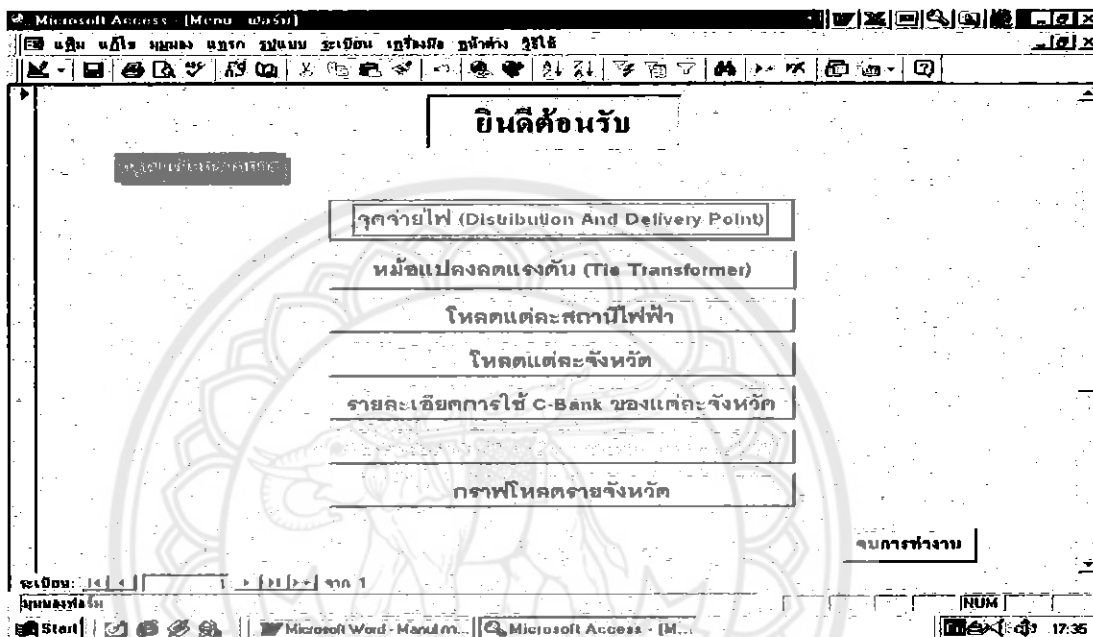 Microsoft Access - [Menu ฟอร์ม]
แฟ้ม แก้ไข มุมมอง แทรก รูปแบบ ระเบียน เครื่องมือ หน้าต่าง วิธีใช้
ยินดีต้อนรับ
จุดจ่ายไฟ (Distribution And Delivery Point)
หม้อแปลงลดแรงดัน (Tie Transformer)
โหลดแต่ละสถานีไฟฟ้า
โหลดแต่ละจังหวัด
รายละเอียดการใช้ C-Bank ของแต่ละจังหวัด
กราฟโหลดรายจังหวัด
จบการทำงาน
ระเบียน: 1 จาก 1
มุมมองฟอร์ม NUM
Start Microsoft Word - Manul m... Microsoft Access - [M... 17:35